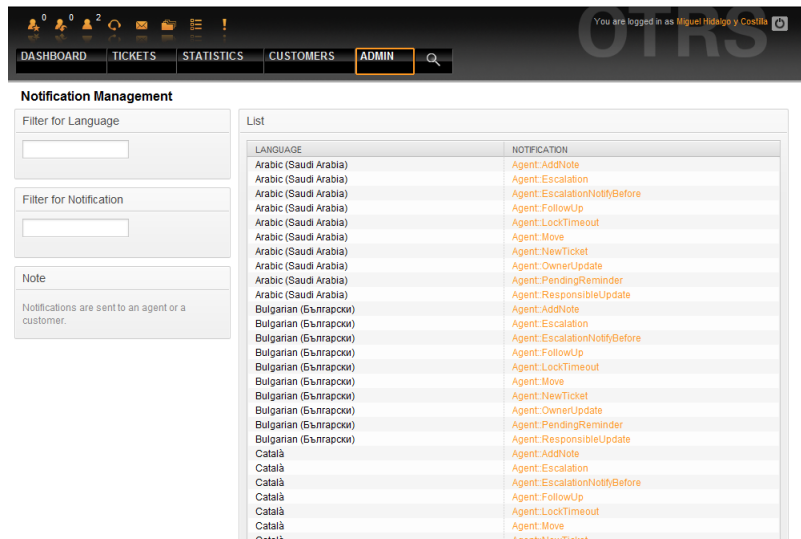 0 0 2
You are logged in as Miguel Hidalgo y Costilla
OTRS
DASHBOARD TICKETS STATISTICS CUSTOMERS ADMIN
Notification Management
Filter for Language
Filter for Notification
Note
Notifications are sent to an agent or a
customer.
List
LANGUAGE NOTIFICATION
Arabic (Saudi Arabia) Agent::AddNote
Arabic (Saudi Arabia) Agent::Escalation
Arabic (Saudi Arabia) Agent::EscalationNotifyBefore
Arabic (Saudi Arabia) Agent::FollowUp
Arabic (Saudi Arabia) Agent::LockTimeout
Arabic (Saudi Arabia) Agent::Move
Arabic (Saudi Arabia) Agent::NewTicket
Arabic (Saudi Arabia) Agent::OwnerUpdate
Arabic (Saudi Arabia) Agent::PendingReminder
Arabic (Saudi Arabia) Agent::ResponsibleUpdate
Bulgarian (Български) Agent::AddNote
Bulgarian (Български) Agent::Escalation
Bulgarian (Български) Agent::EscalationNotifyBefore
Bulgarian (Български) Agent::FollowUp
Bulgarian (Български) Agent::LockTimeout
Bulgarian (Български) Agent::Move
Bulgarian (Български) Agent::NewTicket
Bulgarian (Български) Agent::OwnerUpdate
Bulgarian (Български) Agent::PendingReminder
Bulgarian (Български) Agent::ResponsibleUpdate
Català Agent::AddNote
Català Agent::Escalation
Català Agent::EscalationNotifyBefore
Català Agent::FollowUp
Català Agent::LockTimeout
Català Agent::Move
Català Agent::NewTicket